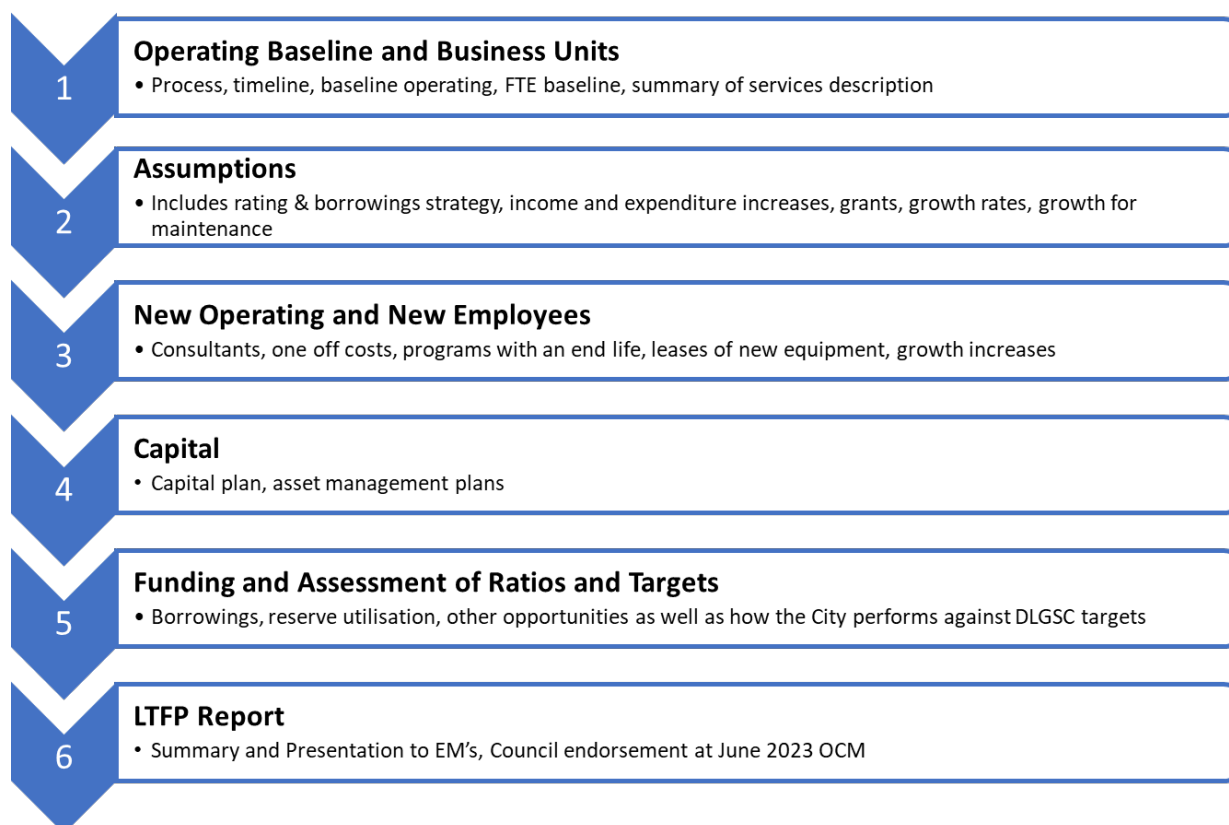 1
Operating Baseline and Business Units
• Process, timeline, baseline operating, FTE baseline, summary of services description
2
Assumptions
• Includes rating & borrowings strategy, income and expenditure increases, grants, growth rates, growth for
maintenance
3
New Operating and New Employees
• Consultants, one off costs, programs with an end life, leases of new equipment, growth increases
4
Capital
• Capital plan, asset management plans
5
Funding and Assessment of Ratios and Targets
• Borrowings, reserve utilisation, other opportunities as well as how the City performs against DLGSC targets
6
LTFP Report
• Summary and Presentation to EM’s, Council endorsement at June 2023 OCM